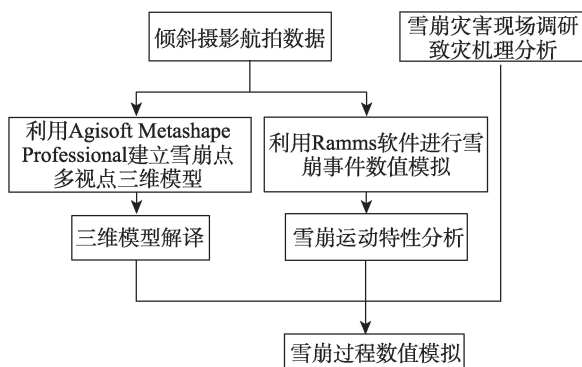 倾斜摄影航拍数据
雪崩灾害现场调研
致灾机理分析
利用Agisoft Metashape
Professional建立雪崩点
多视点三维模型
利用Ramms软件进行雪
崩事件数值模拟
三维模型解译
雪崩运动特性分析
雪崩过程数值模拟